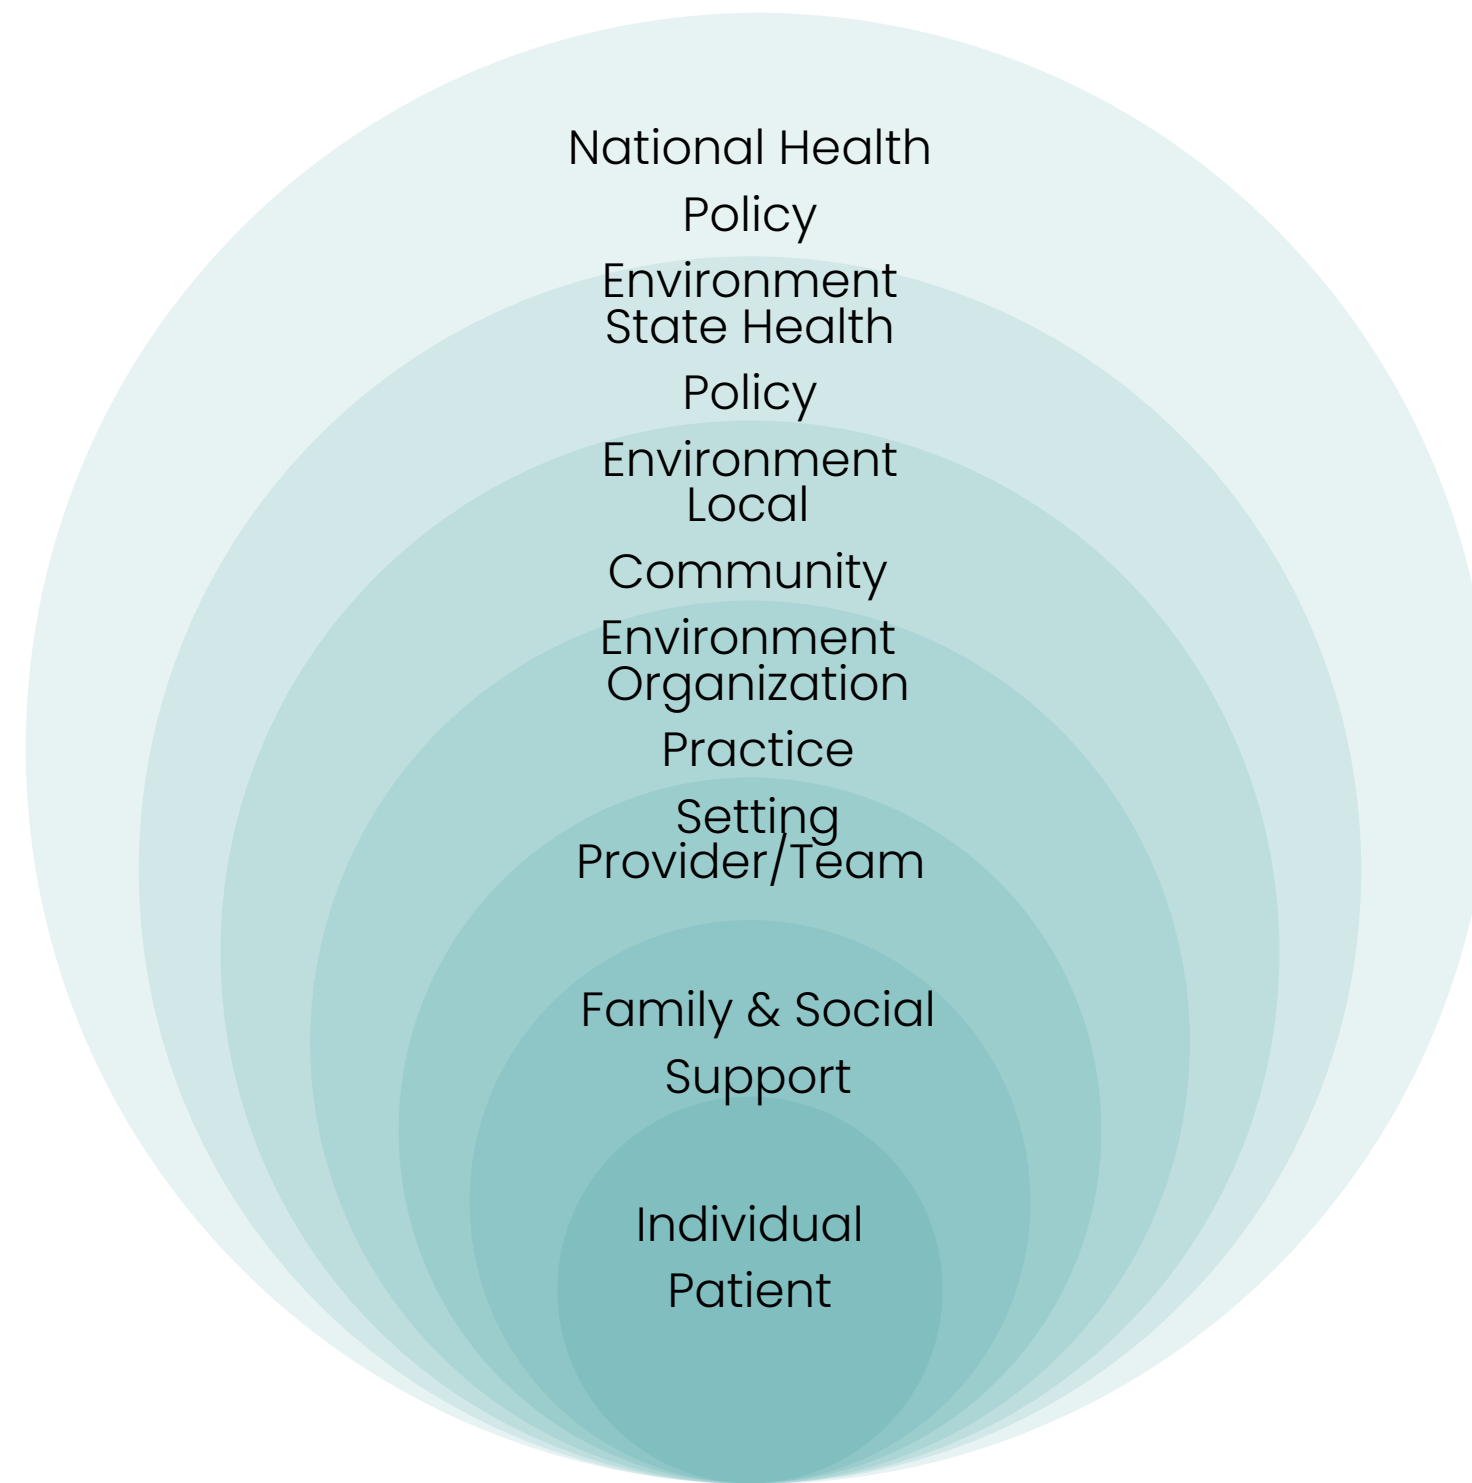 National Health
Policy
Environment
State Health
Policy
Environment
Local
Community
Environment
Organization
Practice
Setting
Provider/Team
Family & Social
Support
Individual
Patient